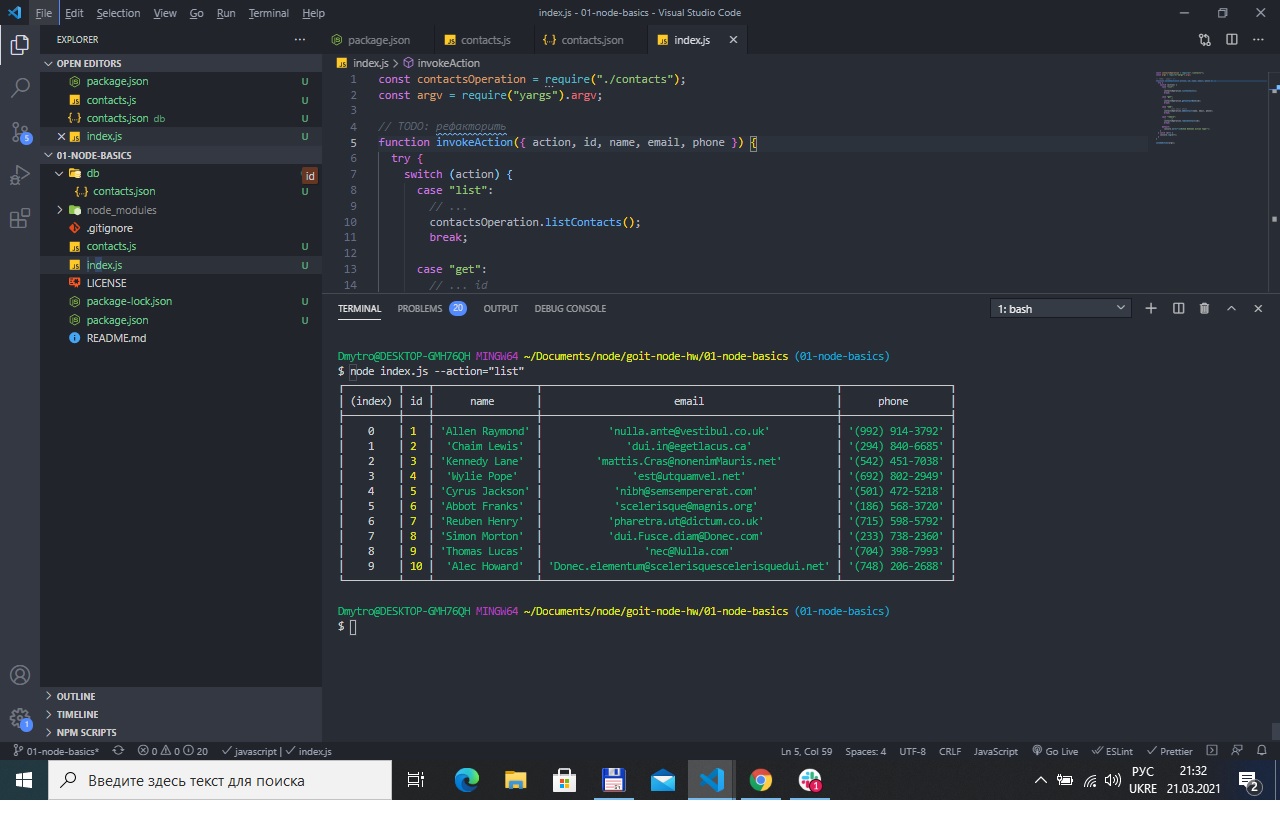 File Edit Selection View Go Run Terminal Help
index.js - 01-node-basics - Visual Studio Code
EXPLORER
OPEN EDITORS
package.json U
contacts.js U
contacts.json db U
index.js U
01-NODE-BASICS
db
id
contacts.json U
node_modules
.gitignore
contacts.js U
index.js U
LICENSE
package-lock.json U
package.json U
README.md
OUTLINE
TIMELINE
NPM SCRIPTS
package.json contacts.js contacts.json index.js
index.js > invokeAction
1 const contactsOperation = require("./contacts");
2 const argv = require("yargs").argv;
3
4 // TODO: рефакторить
5 function invokeAction({ action, id, name, email, phone }) {
6 try {
7 switch (action) {
8 case "list":
9 // ...
10 contactsOperation.listContacts();
11 break;
12
13 case "get":
14 // ... id
TERMINAL PROBLEMS 20 OUTPUT DEBUG CONSOLE 1: bash
Dmytro@DESKTOP-GMH76QH MINGW64 ~/Documents/node/goit-node-hw/01-node-basics (01-node-basics)
$ node index.js --action="list"
(index) id name email phone
0 1 'Allen Raymond' 'nulla.ante@vestibul.co.uk' '(992) 914-3792'
1 2 'Chaim Lewis' 'dui.in@egetlacus.ca' '(294) 840-6685'
2 3 'Kennedy Lane' 'mattis.Cras@nonenimMauris.net' '(542) 451-7038'
3 4 'Wylie Pope' 'est@utquamvel.net' '(692) 802-2949'
4 5 'Cyrus Jackson' 'nibh@semsempererat.com' '(501) 472-5218'
5 6 'Abbot Franks' 'scelerisque@magnis.org' '(186) 568-3720'
6 7 'Reuben Henry' 'pharetra.ut@dictum.co.uk' '(715) 598-5792'
7 8 'Simon Morton' 'dui.Fusce.diam@Donec.com' '(233) 738-2360'
8 9 'Thomas Lucas' 'nec@Nulla.com' '(704) 398-7993'
9 10 'Alec Howard' 'Donec.elementum@scelerisquescelerisquedui.net' '(748) 206-2688'
Dmytro@DESKTOP-GMH76QH MINGW64 ~/Documents/node/goit-node-hw/01-node-basics (01-node-basics)
$
5
1
01-node-basics* 0 0 20 javascript | index.js Ln 5, Col 59 Spaces: 4 UTF-8 CRLF JavaScript Go Live ESLint Prettier
Введите здесь текст для поиска
1
РУС
UKRE
21:32
21.03.2021
2